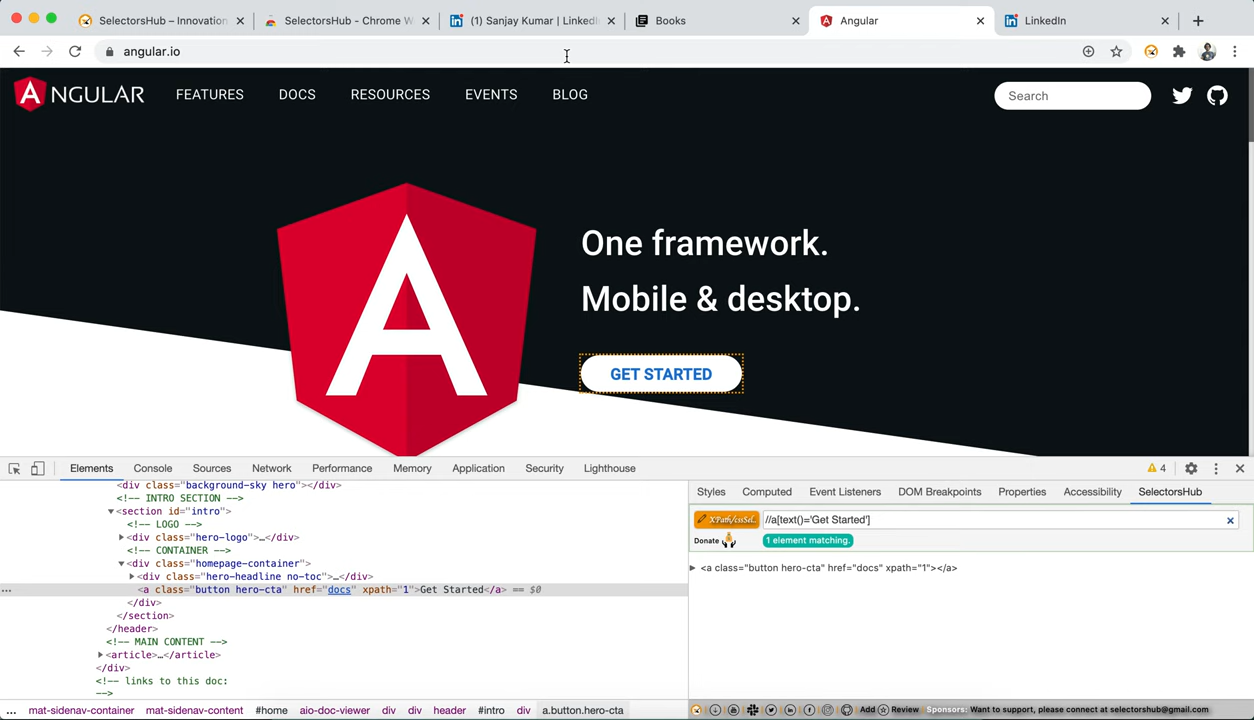 SelectorsHub – Innovation
SelectorsHub - Chrome W
(1) Sanjay Kumar | LinkedIn
Books
Angular
LinkedIn
angular.io
ANGULAR
FEATURES
DOCS
RESOURCES
EVENTS
BLOG
Search
One framework.
Mobile & desktop.
GET STARTED
Elements
Console
Sources
Network
Performance
Memory
Application
Security
Lighthouse
4
<div class="background-sky hero"></div>
<!-- INTRO SECTION -->
<section id="intro">
<!-- LOGO -->
<div class="hero-logo">…</div>
<!-- CONTAINER -->
<div class="homepage-container">
<div class="hero-headline no-toc">…</div>
<a class="button hero-cta" href="docs" xpath="1">Get Started</a> == $0
</div>
</section>
</header>
<!-- MAIN CONTENT -->
<article>…</article>
</div>
<!-- links to this doc:
-->
... mat-sidenav-container mat-sidenav-content #home aio-doc-viewer div div header #intro div a.button.hero-cta
Styles
Computed
Event Listeners
DOM Breakpoints
Properties
Accessibility
SelectorsHub
XPath/cssSel..
//a[text()='Get Started']
Donate
1 element matching.
<a class="button hero-cta" href="docs" xpath="1"></a>
Add Review
Sponsors: Want to support, please connect at selectorshub@gmail.com